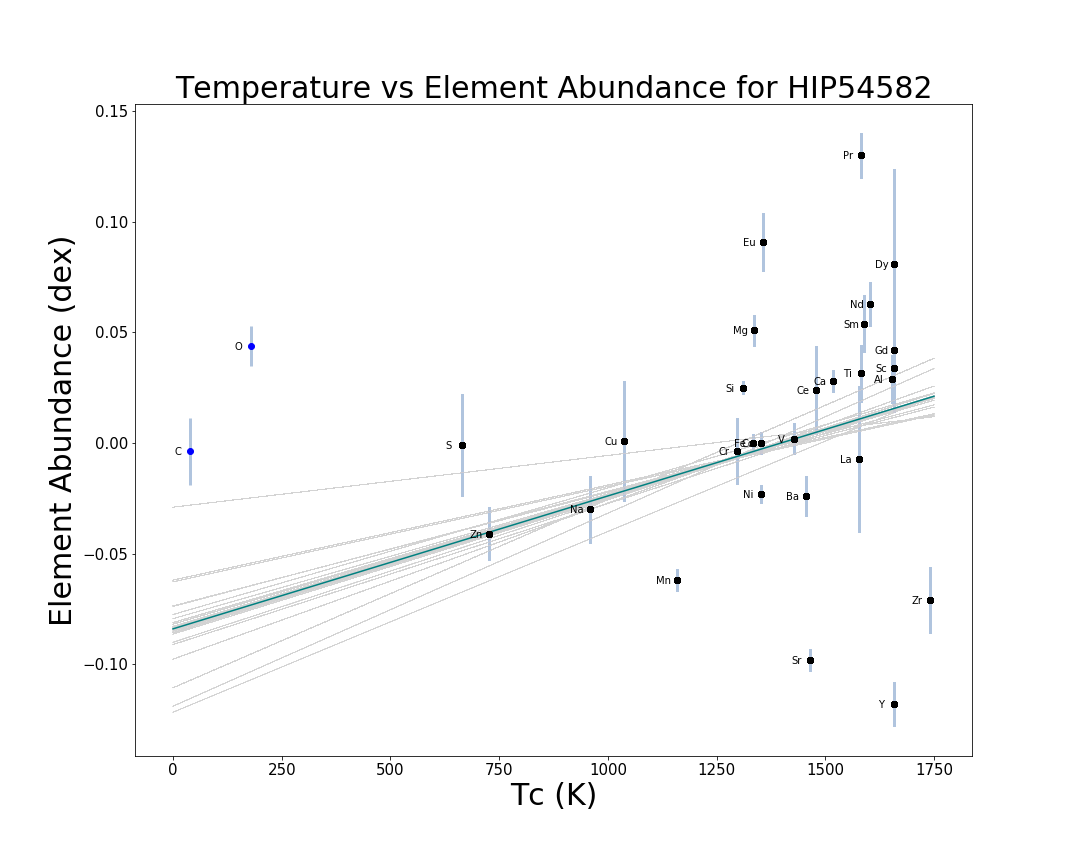 Temperature vs Element Abundance for HIP54582
0.15
0.10
0.05
0.00
−0.05
−0.10
Element Abundance (dex)
Pr
Eu
Dy
Nd
Sm
Mg
O
Gd
Sc
Ti
Al
Ca
Si
Ce
Cu
V
S
Fe
Cr
C
La
Ni
Ba
Na
Zn
Mn
Zr
Sr
Y
0
250
500
750
1000
1250
1500
1750
Tc (K)